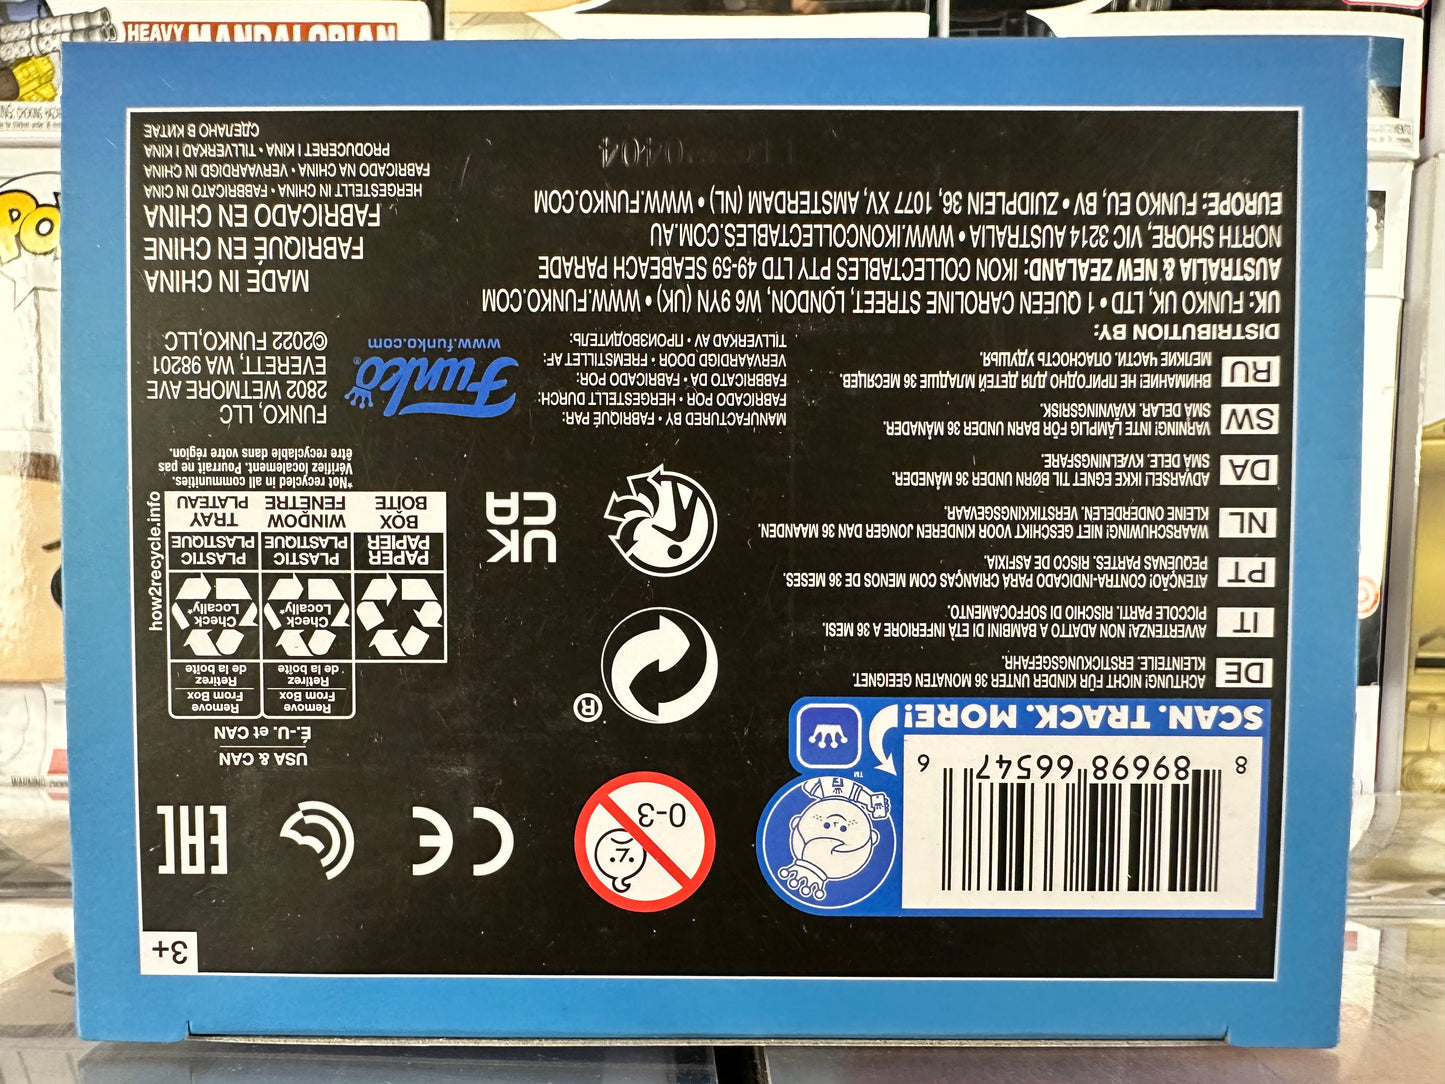 8 89698 66547 6
SCAN. TRACK. MORE!
TM
0-3
CE
EAC
3+
DE
ACHTUNG! NICHT FÜR KINDER UNTER 36 MONATEN GEEIGNET.
KLEINTEILE. ERSTICKUNGSGEFAHR.
IT
AVVERTENZA! NON ADATTO A BAMBINI DI ETÀ INFERIORE A 36 MESI.
PICCOLE PARTI. RISCHIO DI SOFFOCAMENTO.
PT
ATENÇÃO! CONTRA-INDICADO PARA CRIANÇAS COM MENOS DE 36 MESES.
PEQUENAS PARTES. RISCO DE ASFIXIA.
NL
WAARSCHUWING! NIET GESCHIKT VOOR KINDEREN JONGER DAN 36 MAANDEN.
KLEINE ONDERDELEN. VERSTIKKINGSGEVAAR.
DA
ADVARSEL! IKKE EGNET TIL BØRN UNDER 36 MÅNEDER.
SMÅ DELE. KVÆLNINGSFARE.
SW
VARNING! INTE LÄMPLIG FÖR BARN UNDER 36 MÅNADER.
SMÅ DELAR. KVÄVNINGSRISK.
RU
ВНИМАНИЕ! НЕ ПРИГОДНО ДЛЯ ДЕТЕЙ МЛАДШЕ 36 МЕСЯЦЕВ.
МЕЛКИЕ ЧАСТИ. ОПАСНОСТЬ УДУШЬЯ.
®
UK
CA
USA & CAN
É.-U. et CAN
Remove
From Box
Retirez
de la boîte
Remove
From Box
Retirez
de la boîte
Check
Locally*
Check
Locally*
PAPER
PAPIER
PLASTIC
PLASTIQUE
PLASTIC
PLASTIQUE
BOX
BOÎTE
WINDOW
FENÊTRE
TRAY
PLATEAU
how2recycle.info
*Not recycled in all communities.
Vérifiez localement. Pourrait ne pas
être recyclable dans votre région.
MANUFACTURED BY • FABRIQUÉ PAR:
FABRICADO POR • HERGESTELLT DURCH:
FABRICATO DA • FABRICADO POR:
VERVAARDIGD DOOR • FREMSTILLET AF:
TILLVERKAD AV • ПРОИЗВОДИТЕЛЬ:
Funko®
www.funko.com
FUNKO, LLC
2802 WETMORE AVE
EVERETT, WA 98201
©2022 FUNKO,LLC
DISTRIBUTION BY:
UK: FUNKO UK, LTD • 1 QUEEN CAROLINE STREET, LONDON, W6 9YN (UK) • WWW.FUNKO.COM
AUSTRALIA & NEW ZEALAND: IKON COLLECTABLES PTY LTD 49-59 SEABEACH PARADE
NORTH SHORE, VIC 3214 AUSTRALIA • WWW.IKONCOLLECTABLES.COM.AU
EUROPE: FUNKO EU, BV • ZUIDPLEIN 36, 1077 XV, AMSTERDAM (NL) • WWW.FUNKO.COM
MADE IN CHINA
FABRIQUÉ EN CHINE
FABRICADO EN CHINA
HERGESTELLT IN CHINA • FABRICATO IN CINA
FABRICADO NA CHINA • VERVAARDIGD IN CHINA
PRODUCERET I KINA • TILLVERKAD I KINA
СДЕЛАНО В КИТАЕ
HEAVY MANDALORIAN